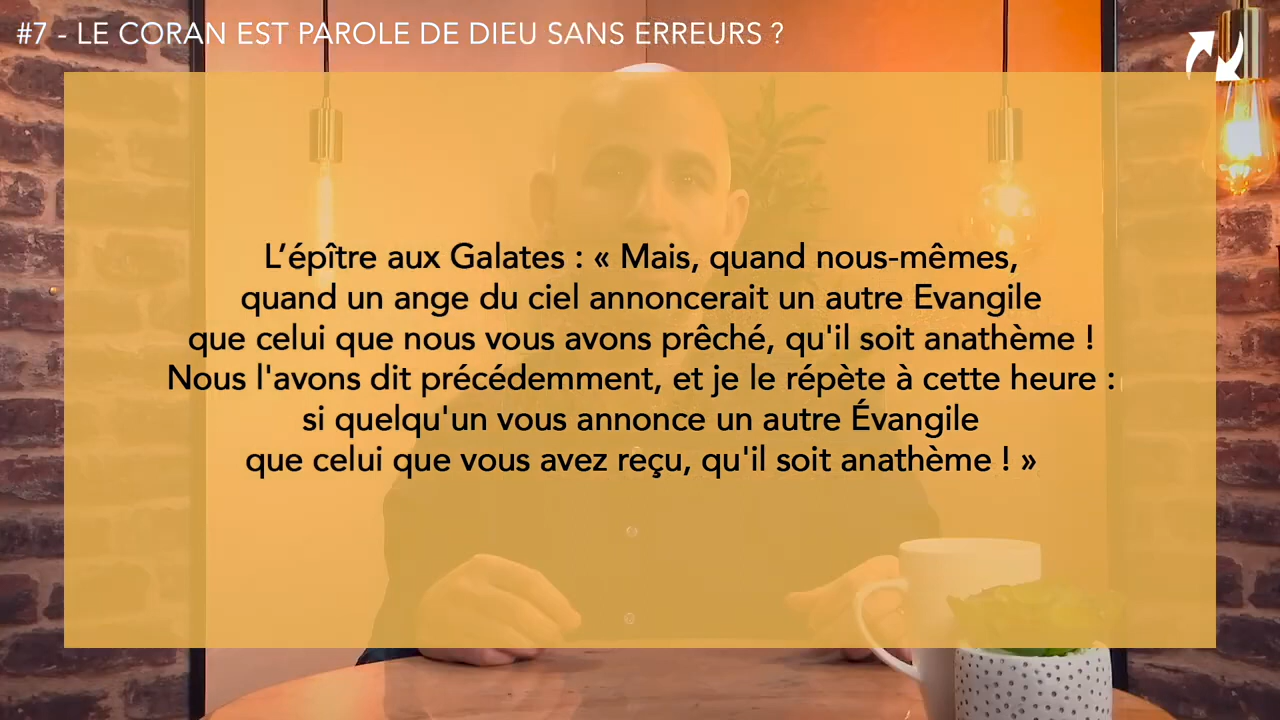 #7 - LE CORAN EST PAROLE DE DIEU SANS ERREURS ?
L’épître aux Galates : « Mais, quand nous-mêmes,
quand un ange du ciel annoncerait un autre Evangile
que celui que nous vous avons prêché, qu'il soit anathème !
Nous l'avons dit précédemment, et je le répète à cette heure :
si quelqu'un vous annonce un autre Évangile
que celui que vous avez reçu, qu'il soit anathème ! »